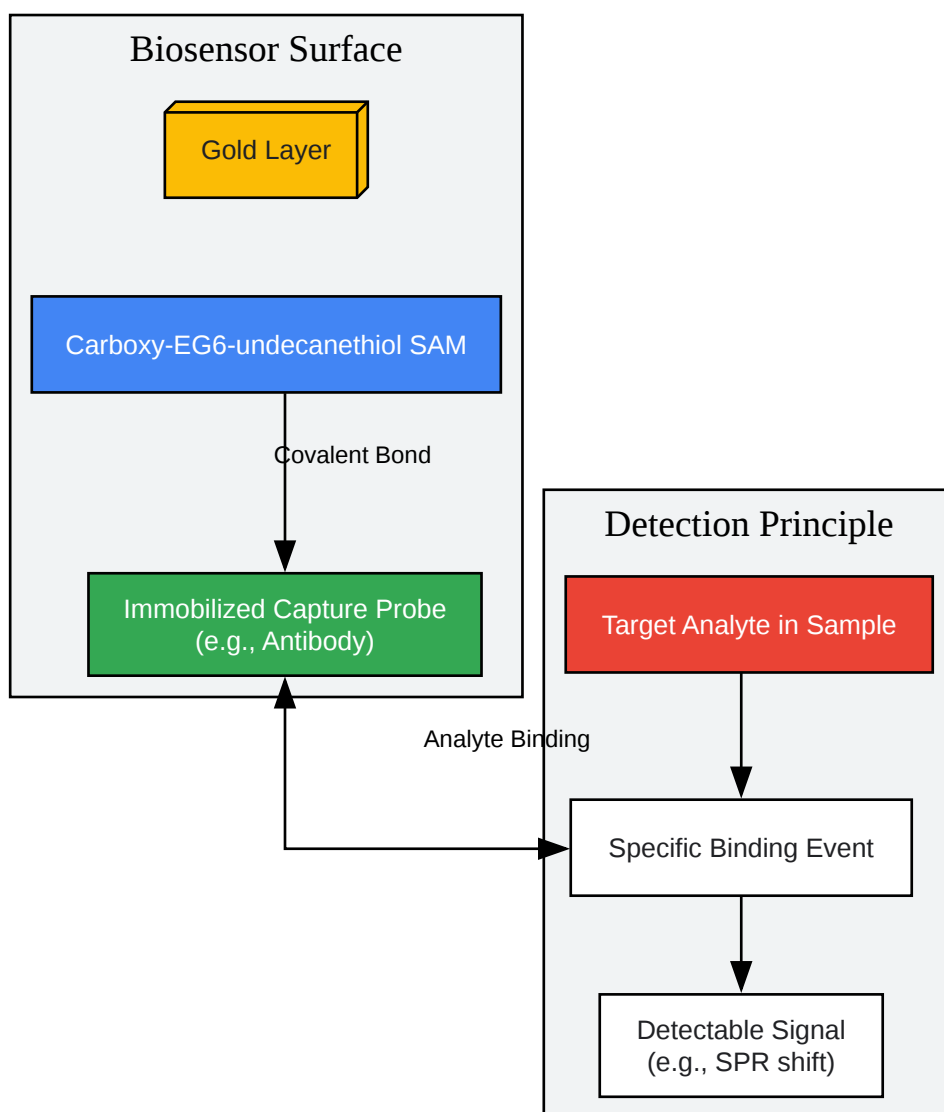 Biosensor Surface
Gold Layer
Carboxy-EG6-undecanethiol SAM
Covalent Bond
Immobilized Capture Probe
(e.g., Antibody)
Detection Principle
Target Analyte in Sample
Analyte Binding
Specific Binding Event
Detectable Signal
(e.g., SPR shift)